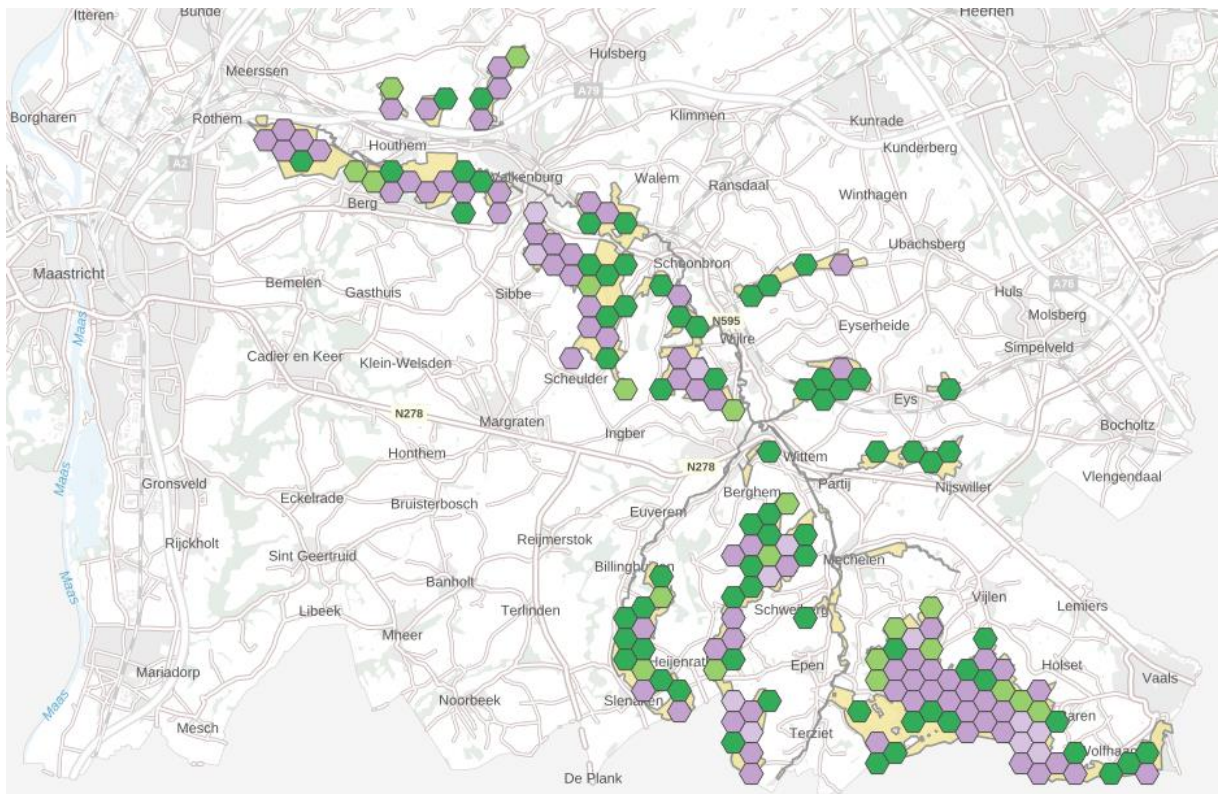 Itteren
Bunde
Heerlen
Hulsberg
Meerssen
A79
Borgharen
Rothem
Klimmen
Kunrade
Houthem
Kunderberg
A2
Walem
Ransdaal
Winthagen
Berg
Ubachsberg
Maastricht
Schoonbron
Bemelen
Gasthuis
Sibbe
A76
Huls
Molsberg
Maas
N595
Eyserheide
Wijlre
Simpelveld
Cadier en Keer
Klein-Welsden
Scheulder
Eys
N278
Margraten
Ingber
Bocholtz
Honthem
Wittem
N278
Vlengendaal
Maas
Gronsveld
Partij
Nijswiller
Eckelrade
Bruisterbosch
Berghem
Euverem
Rijckholt
Reijmerstok
Sint Geertruid
Mechelen
Banholt
Maas
Libeek
Terlinden
Vijlen
Lemiers
Mheer
Mariadorp
Epen
Holset
Vaals
Noorbeek
Slenaken
Maas
Mesch
Terziet
De Plank